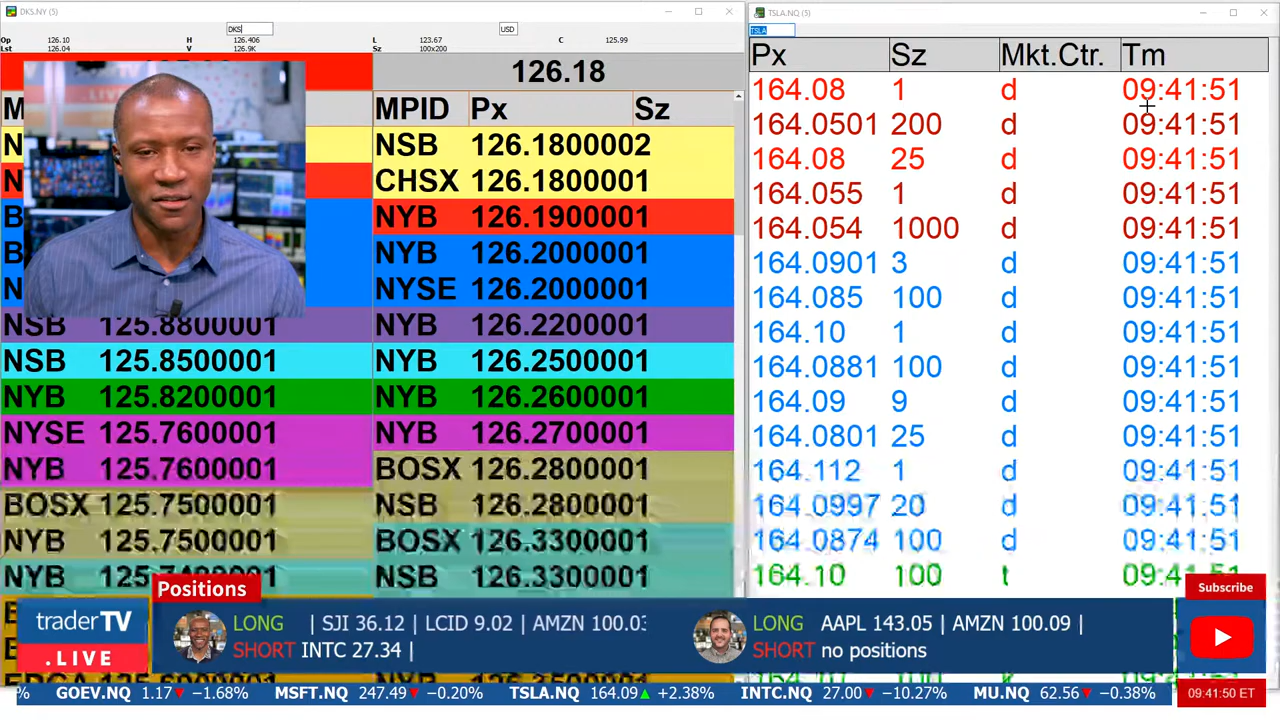 DKS.NY (5)
DKS
USD
Op 126.10 H 126.406 L 123.67 C 125.99
Lst 126.04 V 126.9K Sz 100x200
126.18
MPID Px Sz
NSB 126.1800002
CHSX 126.1800001
NYB 126.1900001
NYB 126.2000001
NYSE 126.2000001
NSB 125.8800001 NYB 126.2200001
NSB 125.8500001 NYB 126.2500001
NYB 125.8200001 NYB 126.2600001
NYSE 125.7600001 NYB 126.2700001
NYB 125.7600001 BOSX 126.2800001
BOSX 125.7500001 NSB 126.2800001
NYB 125.7500001 BOSX 126.3300001
NYB NSB 126.3300001
TSLA.NQ (5)
TSLA
Px Sz Mkt.Ctr. Tm
164.08 1 d 09:41:51
164.0501 200 d 09:41:51
164.08 25 d 09:41:51
164.055 1 d 09:41:51
164.054 1000 d 09:41:51
164.0901 3 d 09:41:51
164.085 100 d 09:41:51
164.10 1 d 09:41:51
164.0881 100 d 09:41:51
164.09 9 d 09:41:51
164.0801 25 d 09:41:51
164.112 1 d 09:41:51
164.0997 20 d 09:41:51
164.0874 100 d 09:41:51
164.10 100 t
Positions
traderTV
.LIVE
LONG | SJI 36.12 | LCID 9.02 | AMZN 100.03
SHORT INTC 27.34 |
LONG AAPL 143.05 | AMZN 100.09 |
SHORT no positions
Subscribe
% GOEV.NQ 1.17 ▼ −1.68% MSFT.NQ 247.49 ▼ −0.20% TSLA.NQ 164.09 ▲ +2.38% INTC.NQ 27.00 ▼ −10.27% MU.NQ 62.56 ▼ −0.38%
09:41:50 ET